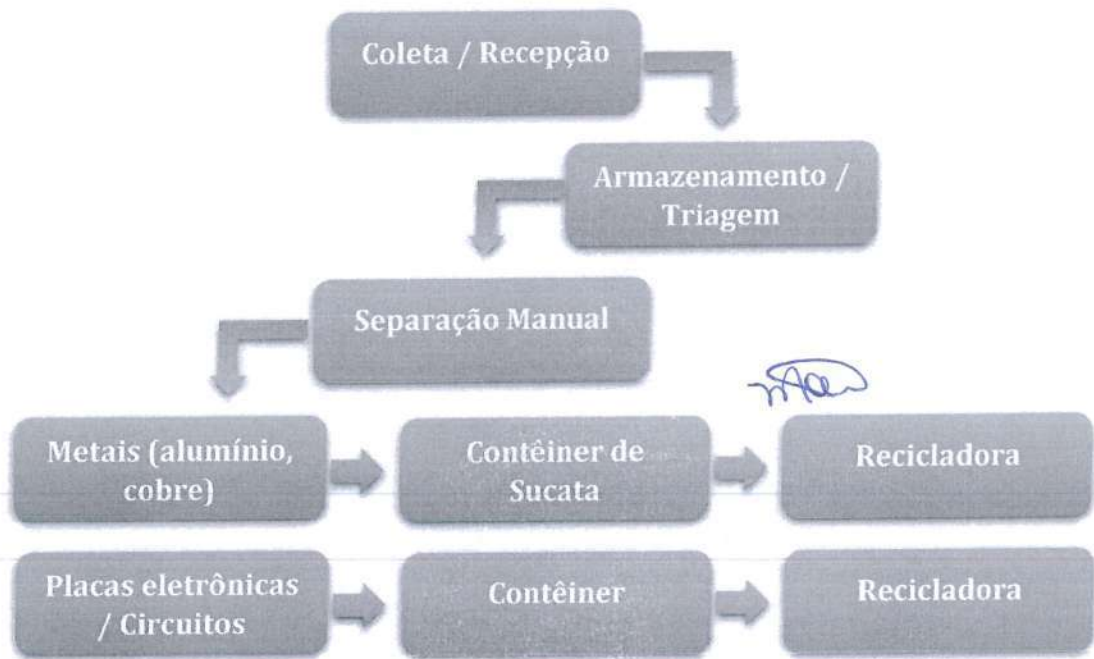 Coleta / Recepção
Armazenamento /
Triagem
Separação Manual
Metais (alumínio,
cobre)
Contêiner de
Sucata
Recicladora
Placas eletrônicas
/ Circuitos
Contêiner
Recicladora